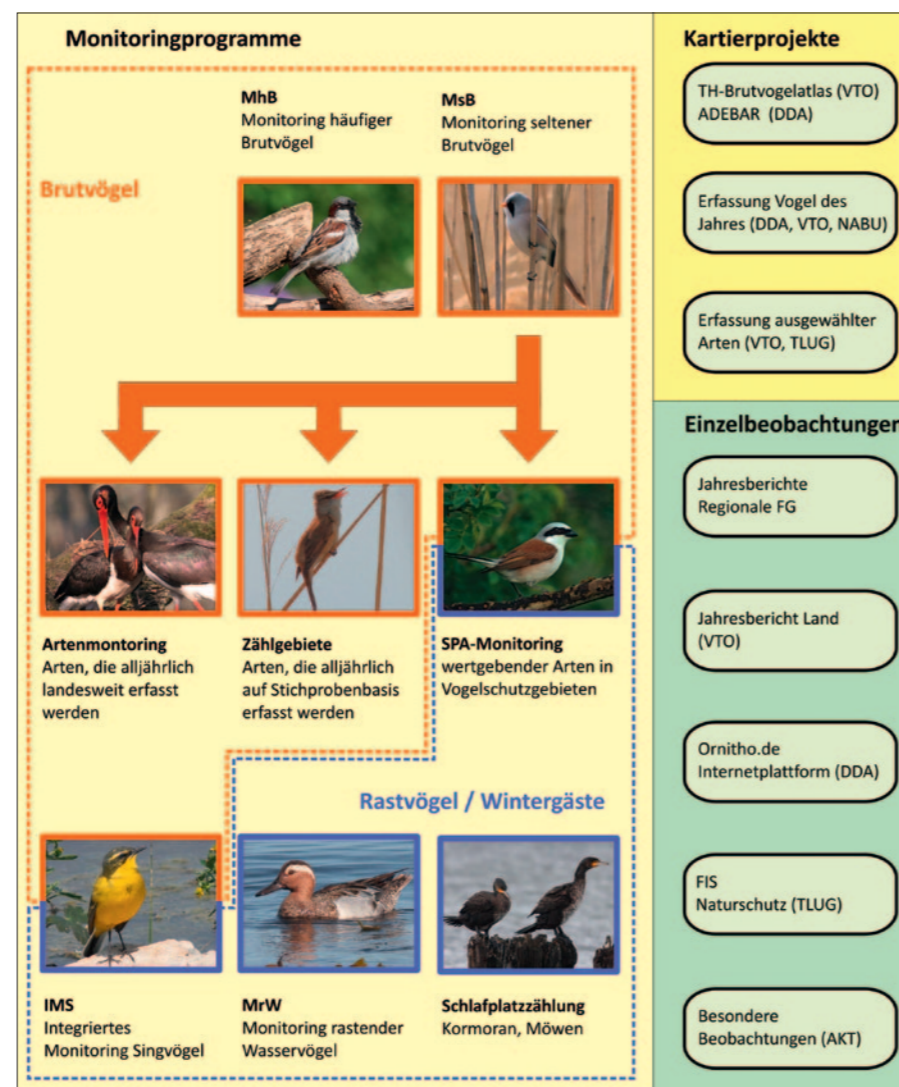 Monitoringprogramme
MhB
Monitoring häufiger
Brutvögel
MsB
Monitoring seltener
Brutvögel
Brutvögel
Artenmontoring
Arten, die alljährlich
landesweit erfasst
werden
Zählgebiete
Arten, die alljährlich
auf Stichprobenbasis
erfasst werden
SPA-Monitoring
wertgebender Arten in
Vogelschutzgebieten
Rastvögel / Wintergäste
IMS
Integriertes
Monitoring Singvögel
MrW
Monitoring rastender
Wasservögel
Schlafplatzzählung
Kormoran, Möwen
Kartierprojekte
TH-Brutvogelatlas (VTO)
ADEBAR (DDA)
Erfassung Vogel des
Jahres (DDA, VTO, NABU)
Erfassung ausgewählter
Arten (VTO, TLUG)
Einzelbeobachtungen
Jahresberichte
Regionale FG
Jahresbericht Land
(VTO)
Ornitho.de
Internetplattform (DDA)
FIS
Naturschutz (TLUG)
Besondere
Beobachtungen (AKT)